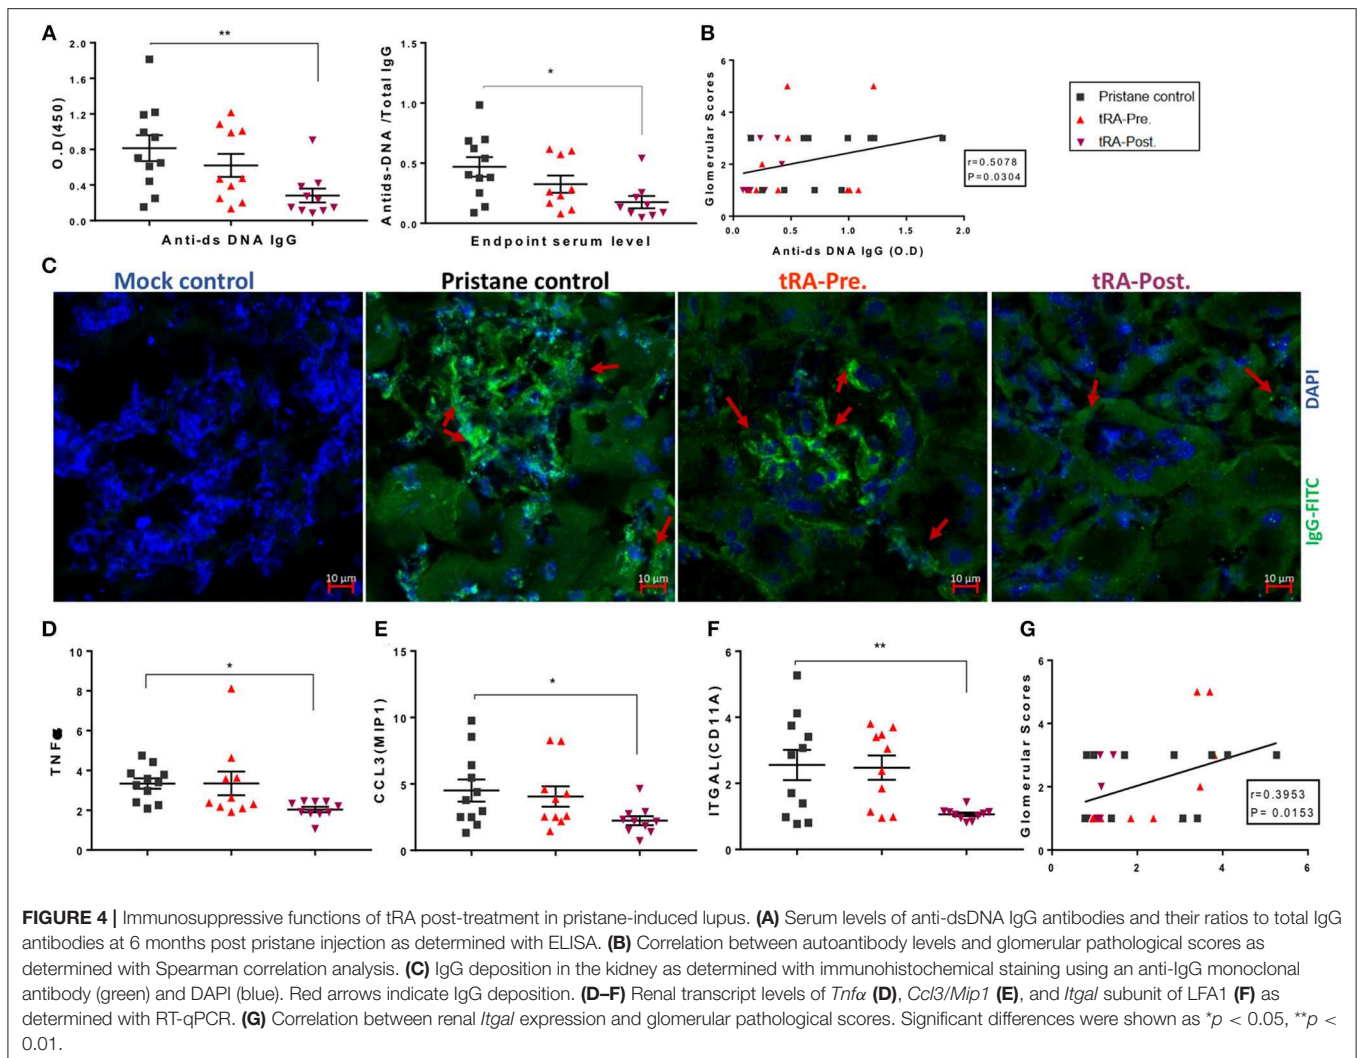 A
**
2.0
1.6
1.2
0.8
0.4
0.0
O.D(450)
Anti-ds DNA IgG
1.5
1.0
0.5
0.0
*
Antids-DNA /Total IgG
Endpoint serum level
B
6
4
2
0
Glomerular Scores
0.0 0.5 1.0 1.5 2.0
Anti-ds DNA IgG (O.D)
r=0.5078
P=0.0304
Pristane control
tRA-Pre.
tRA-Post.
C
Mock control
Pristane control
tRA-Pre.
tRA-Post.
10 µm
10 µm
10 µm
10 µm
DAPI
IgG-FITC
D
10
8
6
4
2
0
*
TNF
E
15
10
5
0
*
CCL3(MIP1)
F
6
4
2
0
**
ITGAL(CD11A)
G
6
4
2
0
Glomerular Scores
0 2 4 6
r=0.3953
P= 0.0153
FIGURE 4 | Immunosuppressive functions of tRA post-treatment in pristane-induced lupus. (A) Serum levels of anti-dsDNA IgG antibodies and their ratios to total IgG
antibodies at 6 months post pristane injection as determined with ELISA. (B) Correlation between autoantibody levels and glomerular pathological scores as
determined with Spearman correlation analysis. (C) IgG deposition in the kidney as determined with immunohistochemical staining using an anti-IgG monoclonal
antibody (green) and DAPI (blue). Red arrows indicate IgG deposition. (D–F) Renal transcript levels of Tnfα (D), Ccl3/Mip1 (E), and Itgal subunit of LFA1 (F) as
determined with RT-qPCR. (G) Correlation between renal Itgal expression and glomerular pathological scores. Significant differences were shown as *p < 0.05, **p <
0.01.